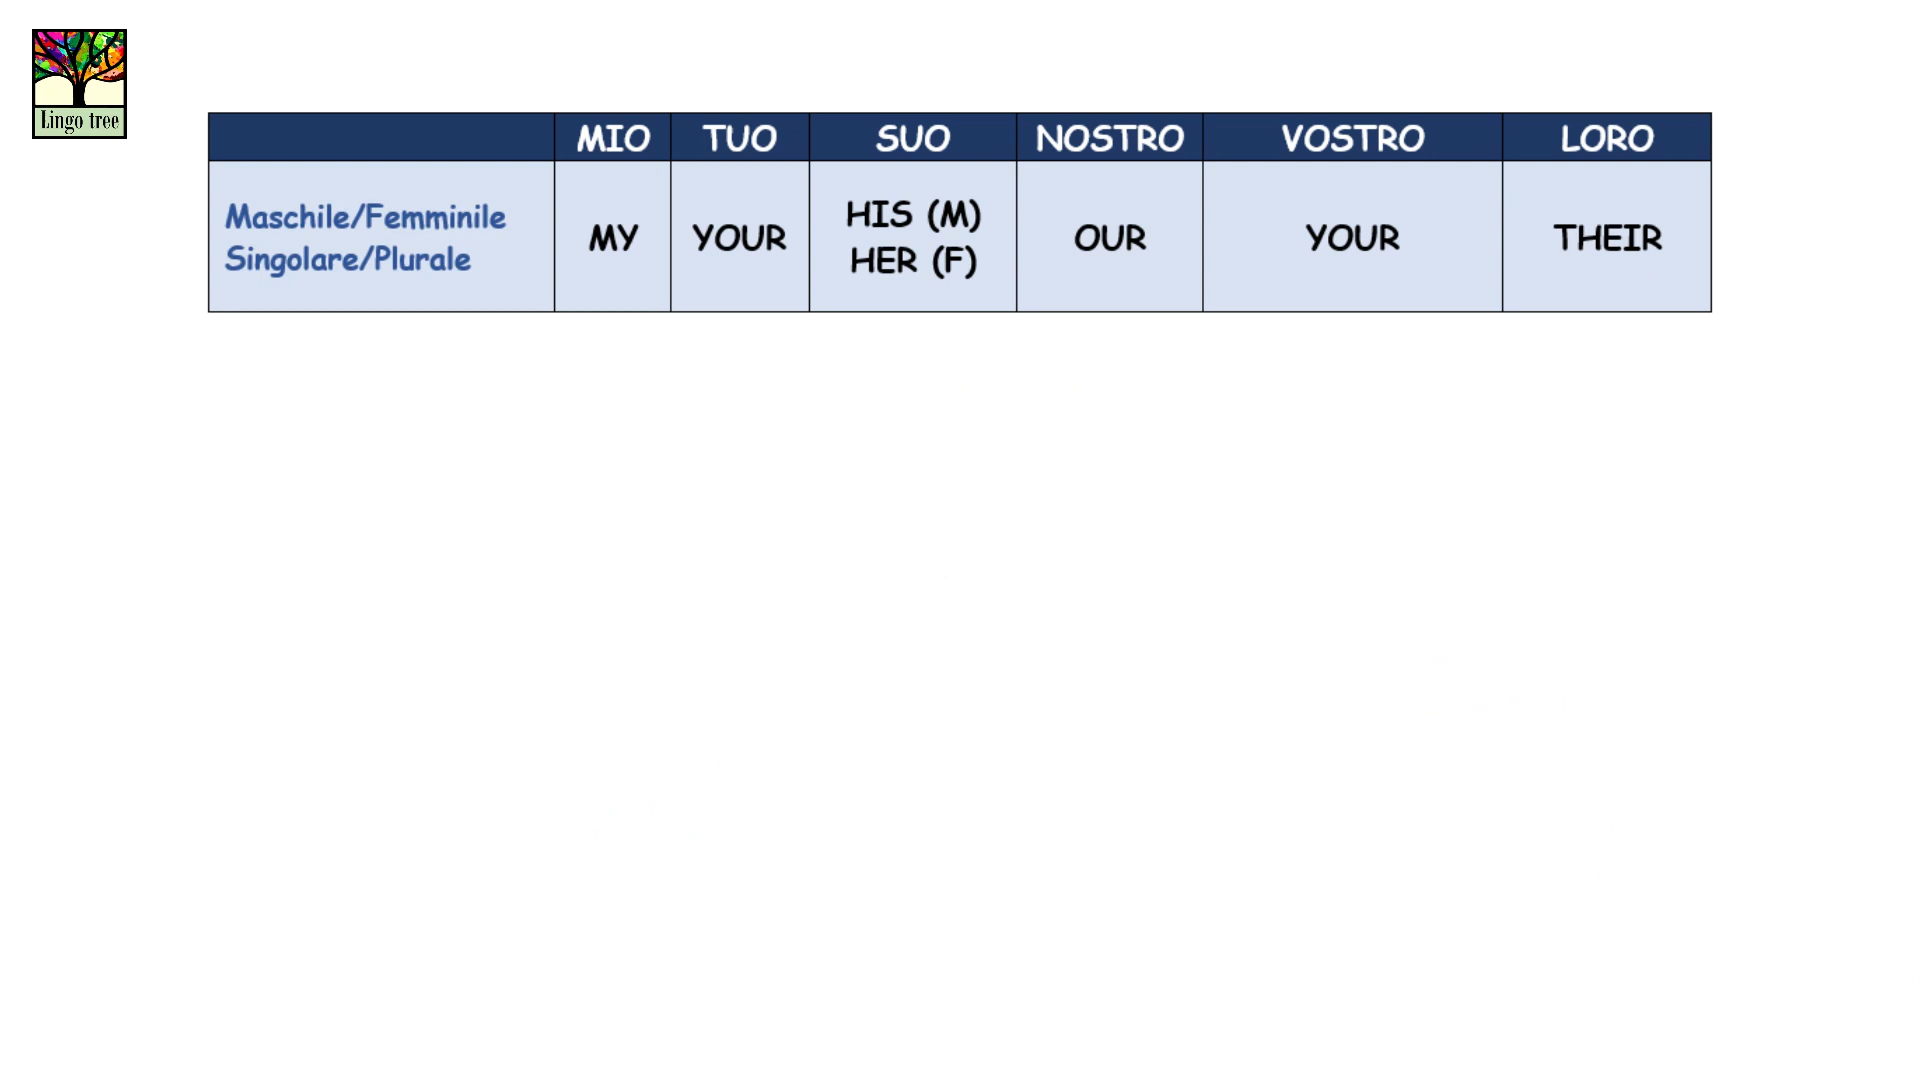 Lingo tree
MIO TUO SUO NOSTRO VOSTRO LORO
Maschile/Femminile
Singolare/Plurale
MY YOUR HIS (M) OUR YOUR THEIR
HER (F)